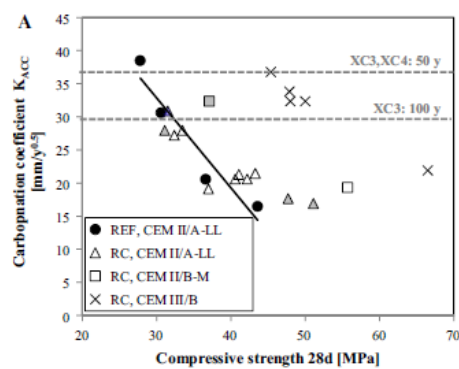 A
45
40
35
30
25
20
15
10
5
0
Carbopnation coefficient K_ACC
[mm/y^0.5]
XC3,XC4: 50 y
XC3: 100 y
REF, CEM II/A-LL
RC, CEM II/A-LL
RC, CEM II/B-M
RC, CEM III/B
20 30 40 50 60 70
Compressive strength 28d [MPa]